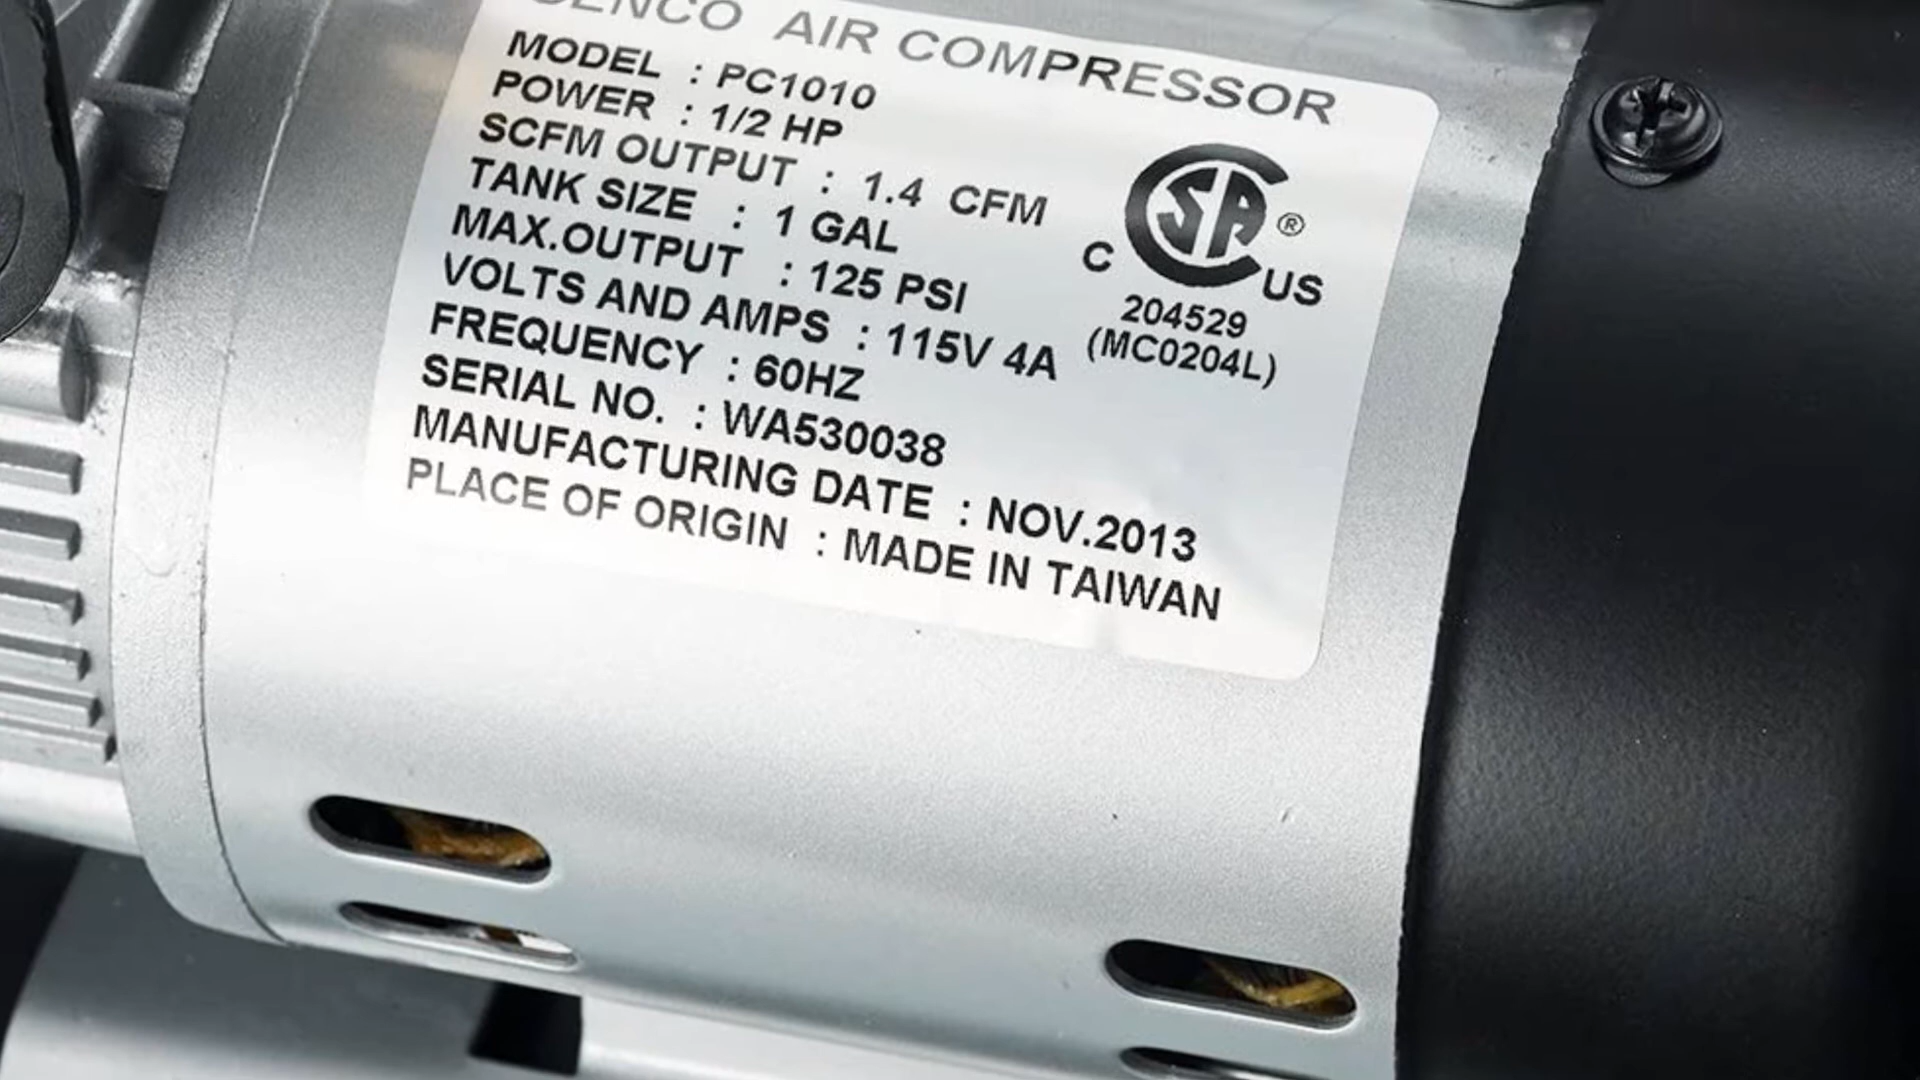 SENCO AIR COMPRESSOR
MODEL : PC1010
POWER : 1/2 HP
SCFM OUTPUT : 1.4 CFM
TANK SIZE : 1 GAL
MAX.OUTPUT : 125 PSI
VOLTS AND AMPS : 115V 4A
FREQUENCY : 60HZ
SERIAL NO. : WA530038
MANUFACTURING DATE : NOV.2013
PLACE OF ORIGIN : MADE IN TAIWAN
C SA ® US
204529
(MC0204L)